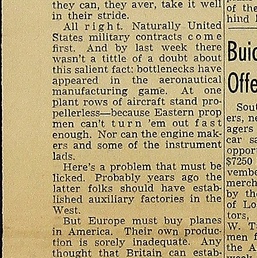 they can, they aver, take it well
in their stride.
All right. Naturally United
States military contracts come
first. And by last week there
wasn't a tittle of a doubt about
this salient fact: bottlenecks have
appeared in the aeronautical
manufacturing game. At one
plant rows of aircraft stand pro-
pellerless—because Eastern prop
men can't turn 'em out fast
enough. Nor can the engine mak-
ers and some of the instrument
lads.
Here's a problem that must be
licked. Probably years ago the
latter folks should have estab-
lished auxiliary factories in the
West.
But Europe must buy planes
in America. Their own produc-
tion is sorely inadequate. Any
thought that Britain can estab-
of the
hind
Buic
Offe
Sout
ers, ne
agers
car sa
oppor
$7250
vembe
merch
by the
of Lo
tors,
W. T
men f
the A